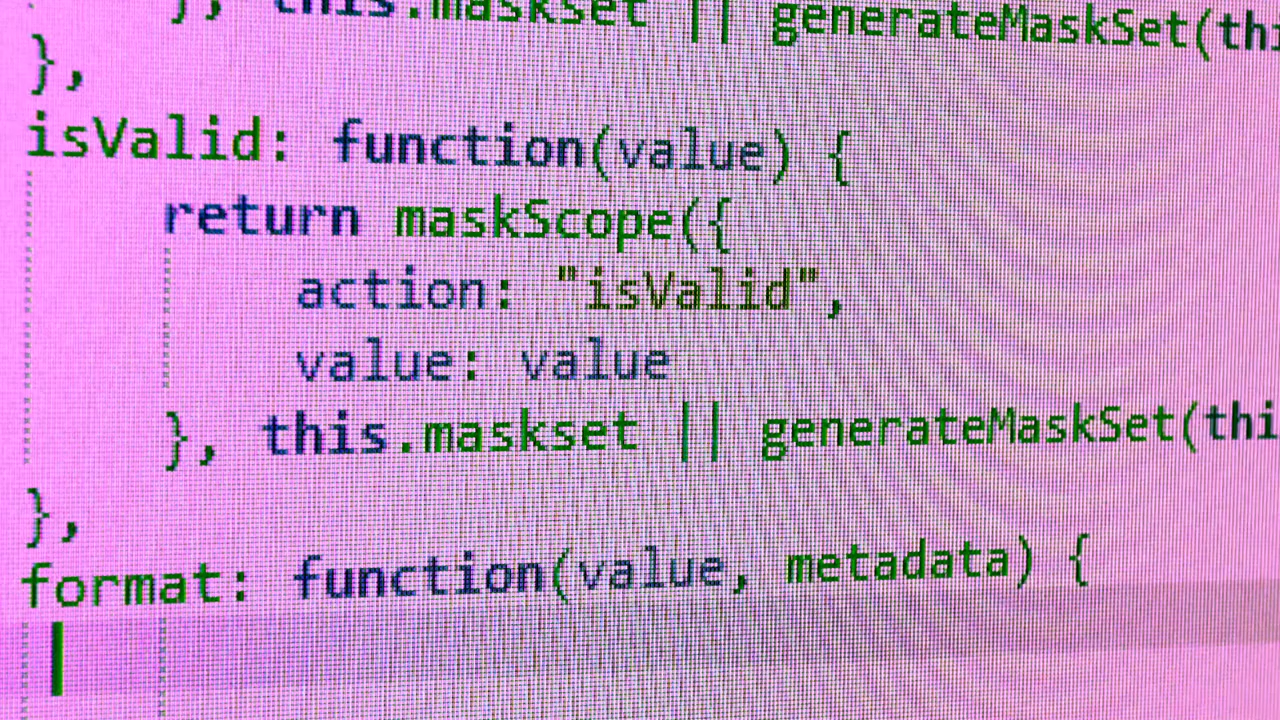 }, this.maskset || generateMaskSet(thi
},
isValid: function(value) {
return maskScope({
action: "isValid",
value: value
}, this.maskset || generateMaskSet(thi
},
format: function(value, metadata) {